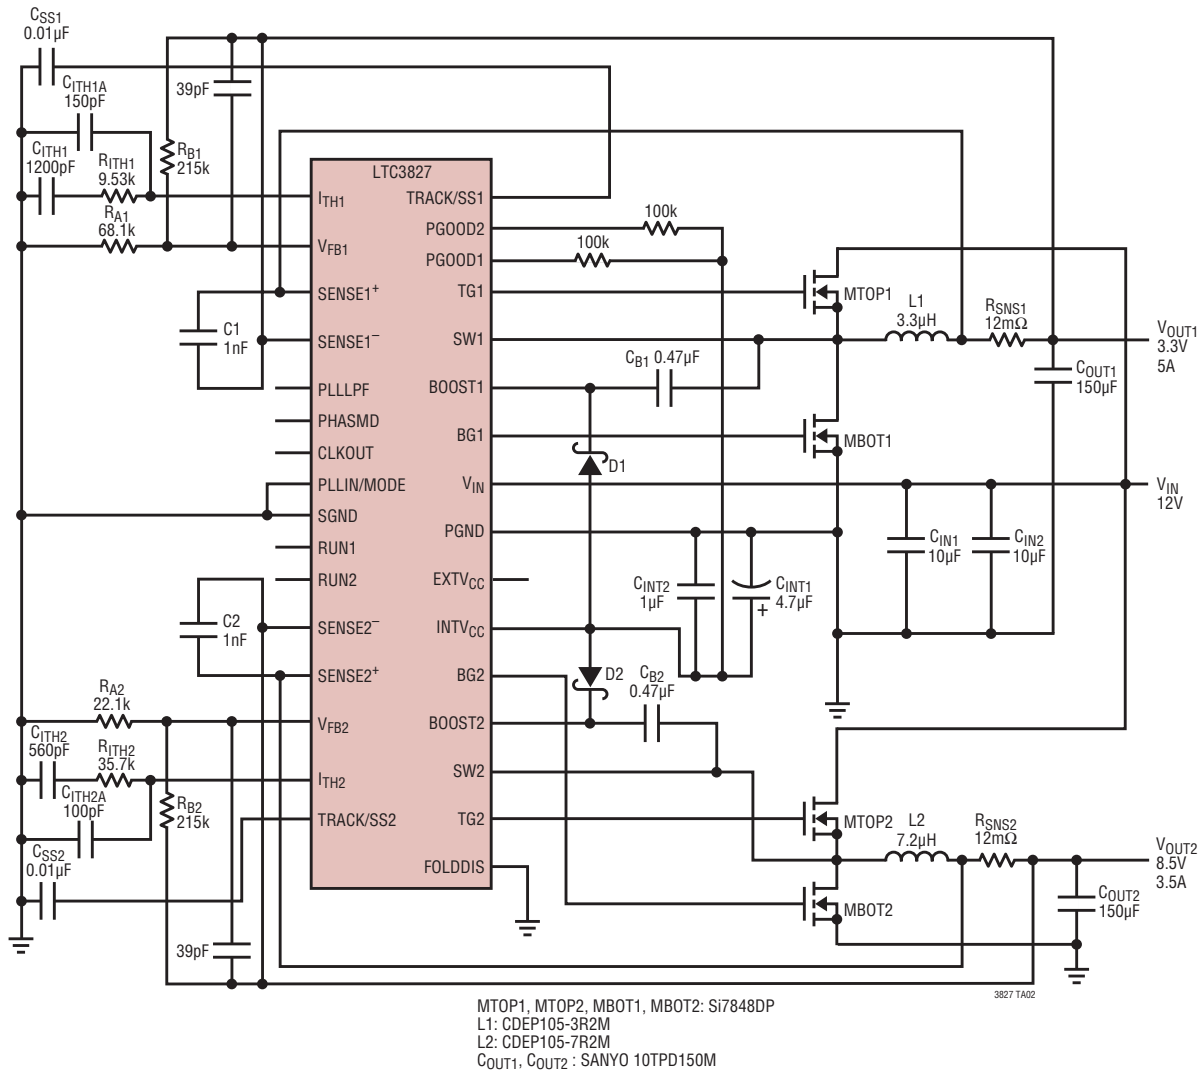 CSS1
0.01µF
CITH1A
150pF
39pF
CITH1
1200pF
RITH1
9.53k
RB1
215k
RA1
68.1k
C1
1nF
LTC3827
ITH1
VFB1
SENSE1+
SENSE1–
PLLLPF
PHASMD
CLKOUT
PLLIN/MODE
SGND
RUN1
RUN2
SENSE2–
SENSE2+
VFB2
ITH2
TRACK/SS2
TRACK/SS1
PGOOD2
PGOOD1
TG1
SW1
BOOST1
BG1
VIN
PGND
EXTVCC
INTVCC
BG2
BOOST2
SW2
TG2
FOLDDIS
100k
100k
MTOP1
L1
3.3µH
RSNS1
12mΩ
VOUT1
3.3V
5A
CB1 0.47µF
COUT1
150µF
MBOT1
D1
VIN
12V
CIN1
10µF
CIN2
10µF
CINT2
1µF
CINT1
4.7µF
+
C2
1nF
D2
CB2
0.47µF
RA2
22.1k
CITH2
560pF
RITH2
35.7k
CITH2A
100pF
RB2
215k
CSS2
0.01µF
39pF
MTOP2
L2
7.2µH
RSNS2
12mΩ
VOUT2
8.5V
3.5A
MBOT2
COUT2
150µF
3827 TA02
MTOP1, MTOP2, MBOT1, MBOT2: Si7848DP
L1: CDEP105-3R2M
L2: CDEP105-7R2M
COUT1, COUT2 : SANYO 10TPD150M